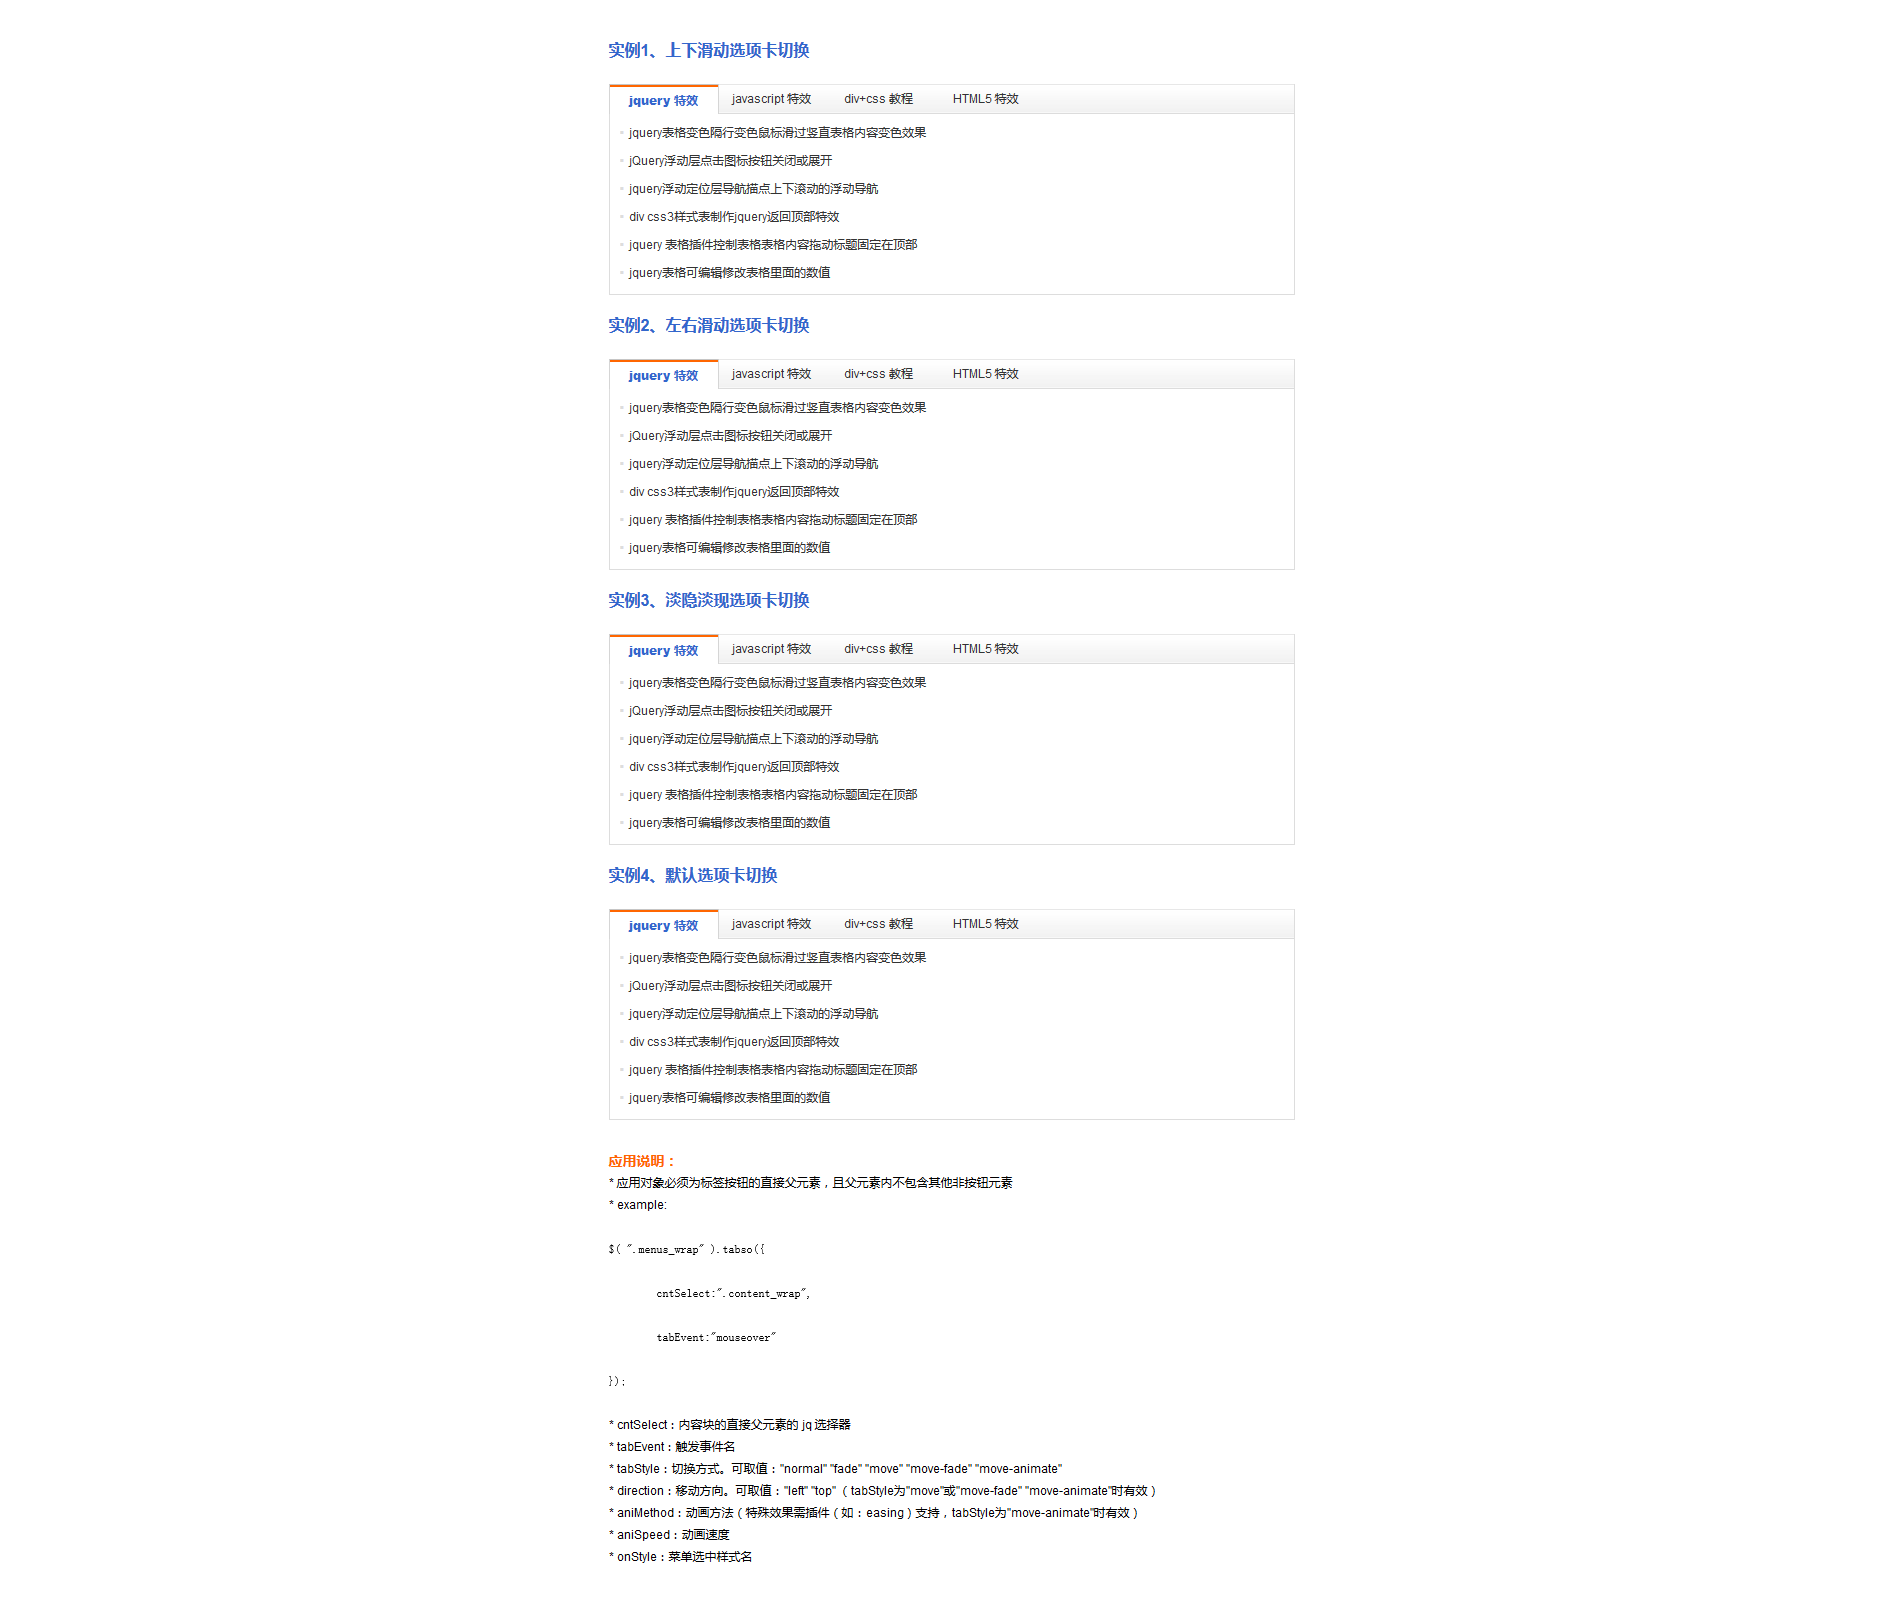 实例1、上下滑动选项卡切换
jquery 特效 javascript 特效 div+css 教程 HTML5 特效
jquery表格变色隔行变色鼠标滑过竖直表格内容变色效果
jQuery浮动层点击图标按钮关闭或展开
jquery浮动定位层导航描点上下滚动的浮动导航
div css3样式表制作jquery返回顶部特效
jquery 表格插件控制表格表格内容拖动标题固定在顶部
jquery表格可编辑修改表格里面的数值
实例2、左右滑动选项卡切换
jquery 特效 javascript 特效 div+css 教程 HTML5 特效
jquery表格变色隔行变色鼠标滑过竖直表格内容变色效果
jQuery浮动层点击图标按钮关闭或展开
jquery浮动定位层导航描点上下滚动的浮动导航
div css3样式表制作jquery返回顶部特效
jquery 表格插件控制表格表格内容拖动标题固定在顶部
jquery表格可编辑修改表格里面的数值
实例3、淡隐淡现选项卡切换
jquery 特效 javascript 特效 div+css 教程 HTML5 特效
jquery表格变色隔行变色鼠标滑过竖直表格内容变色效果
jQuery浮动层点击图标按钮关闭或展开
jquery浮动定位层导航描点上下滚动的浮动导航
div css3样式表制作jquery返回顶部特效
jquery 表格插件控制表格表格内容拖动标题固定在顶部
jquery表格可编辑修改表格里面的数值
实例4、默认选项卡切换
jquery 特效 javascript 特效 div+css 教程 HTML5 特效
jquery表格变色隔行变色鼠标滑过竖直表格内容变色效果
jQuery浮动层点击图标按钮关闭或展开
jquery浮动定位层导航描点上下滚动的浮动导航
div css3样式表制作jquery返回顶部特效
jquery 表格插件控制表格表格内容拖动标题固定在顶部
jquery表格可编辑修改表格里面的数值
应用说明：
* 应用对象必须为标签按钮的直接父元素，且父元素内不包含其他非按钮元素
* example:
$( ".menus_wrap" ).tabso({
cntSelect:".content_wrap",
tabEvent:"mouseover"
});
* cntSelect：内容块的直接父元素的 jq 选择器
* tabEvent：触发事件名
* tabStyle：切换方式。可取值："normal" "fade" "move" "move-fade" "move-animate"
* direction：移动方向。可取值："left" "top" （tabStyle为"move"或"move-fade" "move-animate"时有效）
* aniMethod：动画方法（特殊效果需插件（如：easing）支持，tabStyle为"move-animate"时有效）
* aniSpeed：动画速度
* onStyle：菜单选中样式名